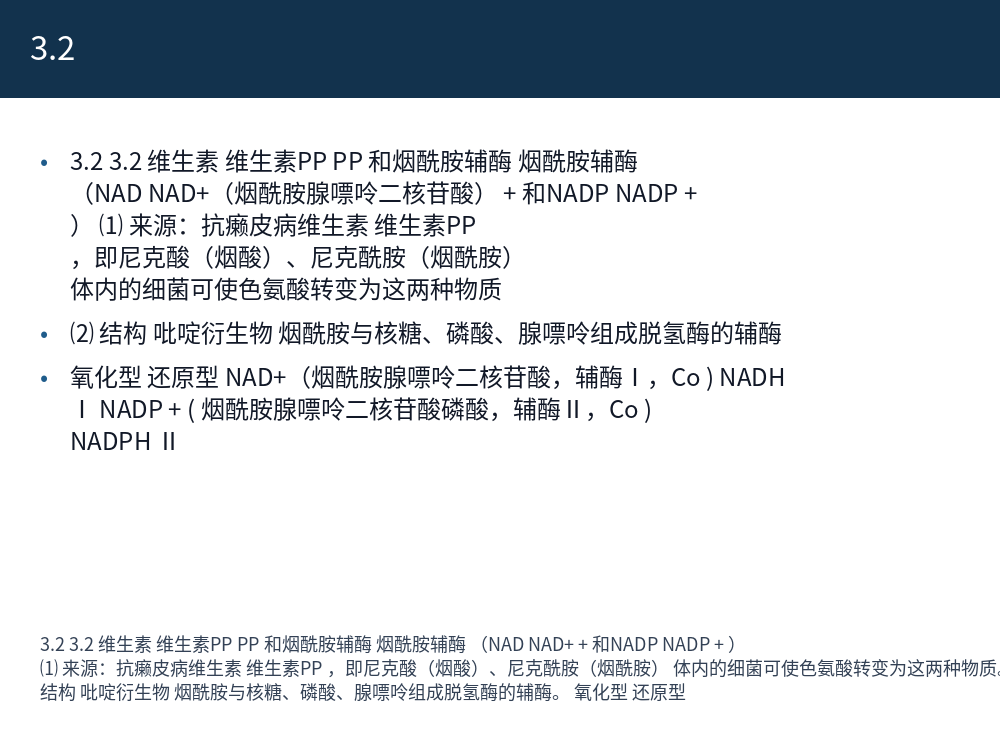 3.2
• 3.2 3.2 维生素 维生素PP PP 和烟酰胺辅酶 烟酰胺辅酶
（NAD NAD+（烟酰胺腺嘌呤二核苷酸） + 和NADP NADP +
） ⑴ 来源：抗癞皮病维生素 维生素PP
，即尼克酸（烟酸）、尼克酰胺（烟酰胺）
体内的细菌可使色氨酸转变为这两种物质
• ⑵ 结构 吡啶衍生物 烟酰胺与核糖、磷酸、腺嘌呤组成脱氢酶的辅酶
• 氧化型 还原型 NAD+（烟酰胺腺嘌呤二核苷酸，辅酶Ⅰ，Co ) NADH
Ⅰ NADP + ( 烟酰胺腺嘌呤二核苷酸磷酸，辅酶Ⅱ，Co )
NADPH Ⅱ
3.2 3.2 维生素 维生素PP PP 和烟酰胺辅酶 烟酰胺辅酶 （NAD NAD+ + 和NADP NADP + ）
⑴ 来源：抗癞皮病维生素 维生素PP ，即尼克酸（烟酸）、尼克酰胺（烟酰胺） 体内的细菌可使色氨酸转变为这两种物质。
结构 吡啶衍生物 烟酰胺与核糖、磷酸、腺嘌呤组成脱氢酶的辅酶。 氧化型 还原型